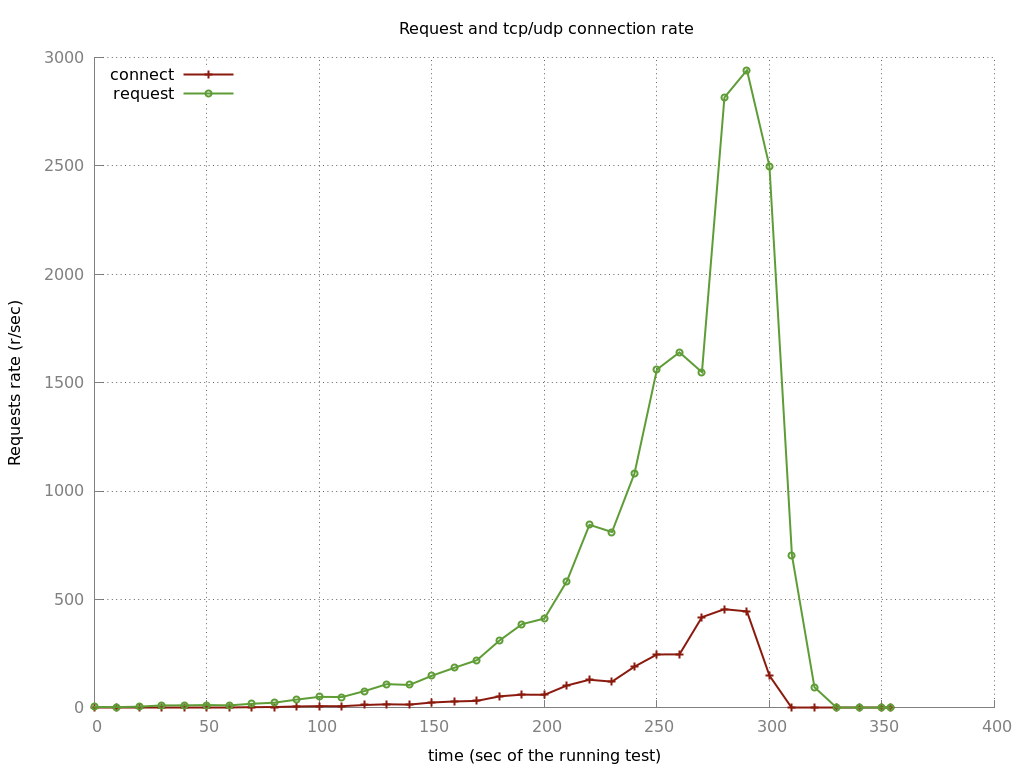 Request and tcp/udp connection rate
connect
request
3000
2500
2000
1500
1000
500
0
Requests rate (r/sec)
0 50 100 150 200 250 300 350 400
time (sec of the running test)